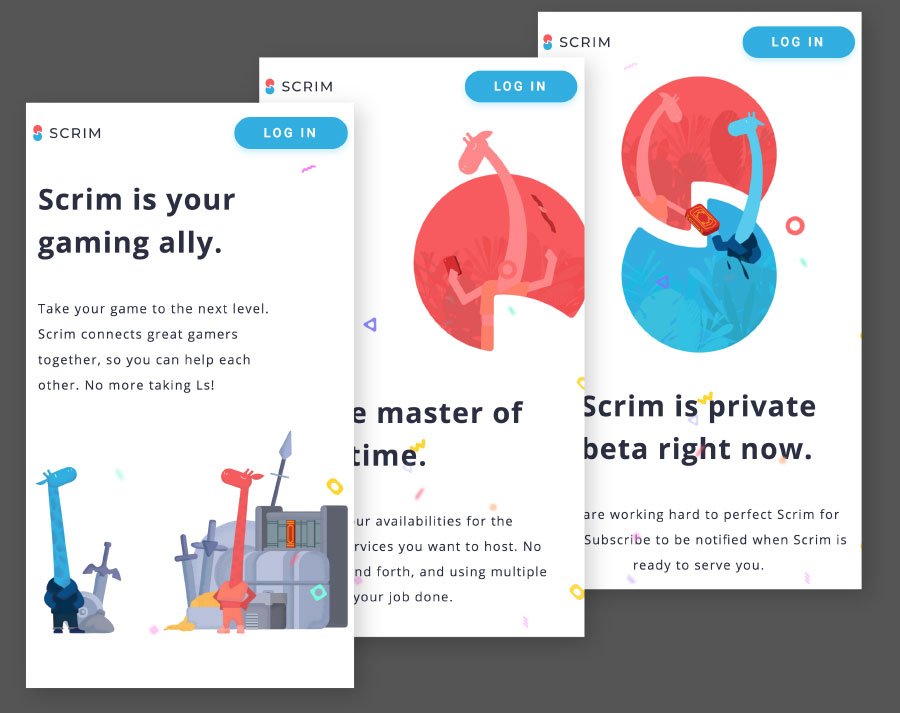 SCRIM
LOG IN
Scrim is your
gaming ally.
Take your game to the next level.
Scrim connects great gamers
together, so you can help each
other. No more taking Ls!
SCRIM
LOG IN
e master of
time.
ur availabilities for the
rvices you want to host. No
nd forth, and using multiple
your job done.
SCRIM
LOG IN
Scrim is private
beta right now.
are working hard to perfect Scrim for
Subscribe to be notified when Scrim is
ready to serve you.